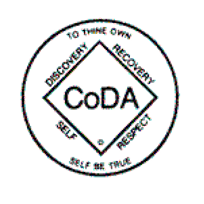 TO THINE OWN
DISCOVERY
RECOVERY
CoDA
SELF
RESPECT
®
SELF BE TRUE